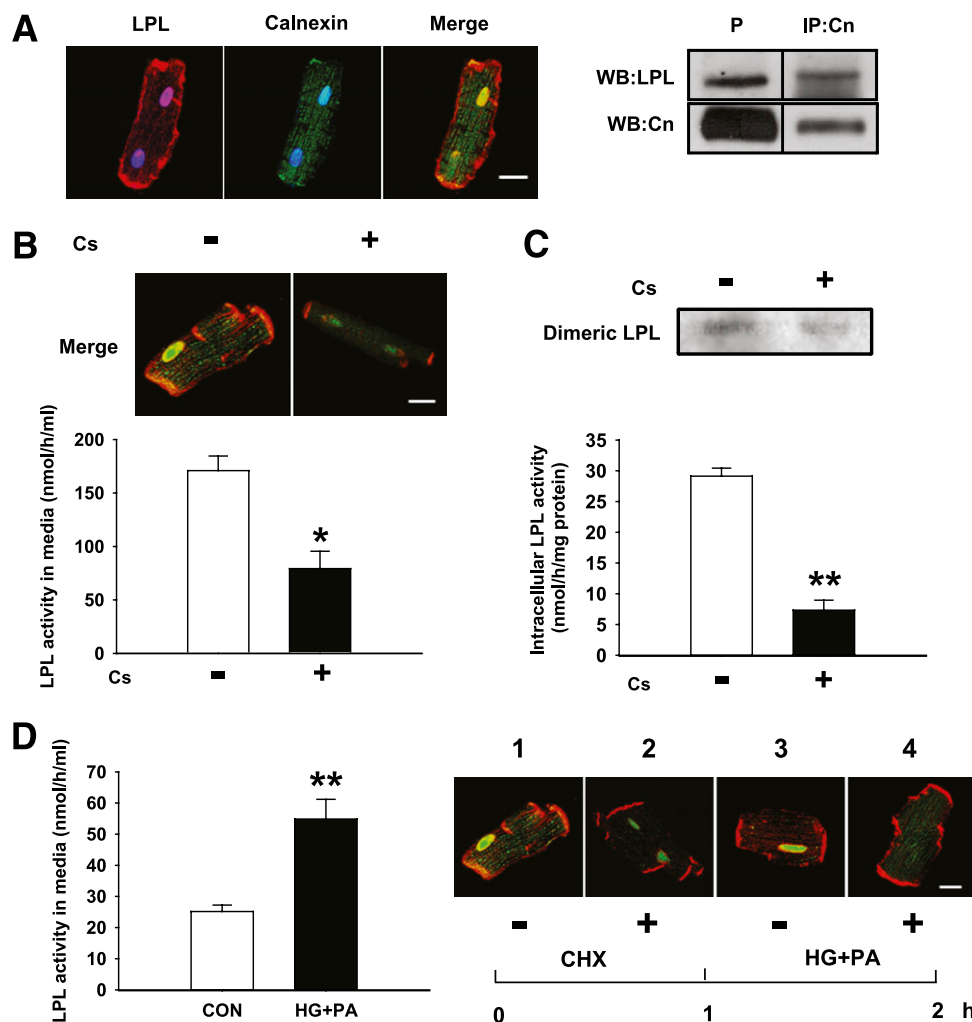 A
LPL
Calnexin
Merge
P
IP:Cn
WB:LPL
WB:Cn
B
Cs
-
+
Merge
LPL activity in media (nmol/h/ml)
200
150
100
50
0
*
Cs
-
+
C
Cs
-
+
Dimeric LPL
Intracellular LPL activity
(nmol/h/mg protein)
35
30
25
20
15
10
5
0
**
Cs
-
+
D
LPL activity in media (nmol/h/ml)
70
60
50
40
30
20
10
0
**
CON
HG+PA
1
2
3
4
-
+
-
+
CHX
HG+PA
0
1
2
h